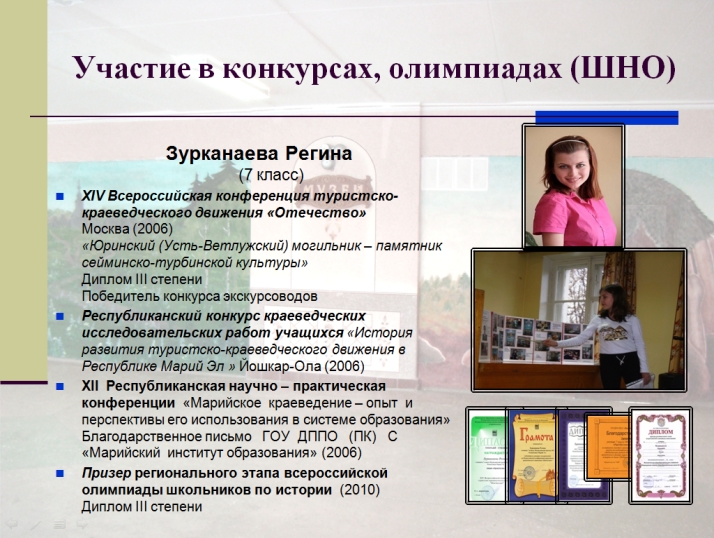 Участие в конкурсах, олимпиадах (ШНО)
Зурканаева Регина
(7 класс)
XIV Всероссийская конференция туристско-
краеведческого движения «Отечество»
Москва (2006)
«Юринский (Усть-Ветлужский) могильник – памятник
сейминско-турбинской культуры»
Диплом III степени
Победитель конкурса экскурсоводов
Республиканский конкурс краеведческих
исследовательских работ учащихся «История
развития туристско-краеведческого движения в
Республике Марий Эл » Йошкар-Ола (2006)
XII Республиканская научно – практическая
конференции «Марийское краеведение – опыт и
перспективы его использования в системе образования»
Благодарственное письмо ГОУ ДППО (ПК) С
«Марийский институт образования» (2006)
Призер регионального этапа всероссийской
олимпиады школьников по истории (2010)
Диплом III степени
Грамота
ДИПЛОМ